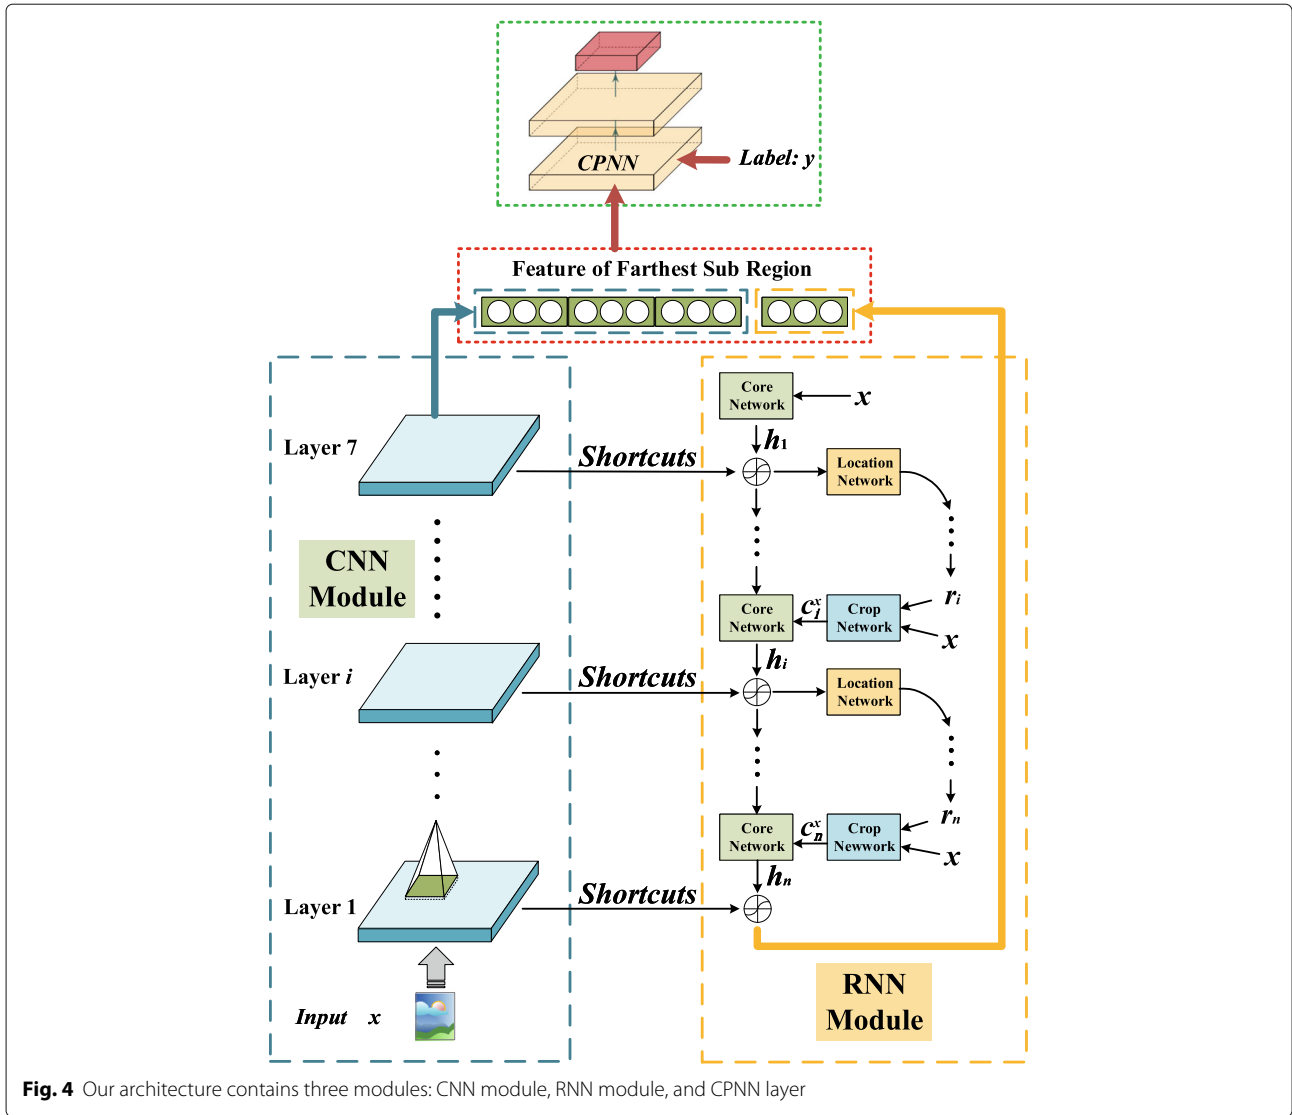 CPNN
Label: y
Feature of Farthest Sub Region
Core
Network
x
h1
Layer 7
Shortcuts
Location
Network
CNN
Module
ri
Core
Network
c1x
Crop
Network
x
hi
Layer i
Shortcuts
Location
Network
rn
Core
Network
cnx
Crop
Newwork
x
hn
Layer 1
Shortcuts
RNN
Module
Input x
Fig. 4 Our architecture contains three modules: CNN module, RNN module, and CPNN layer